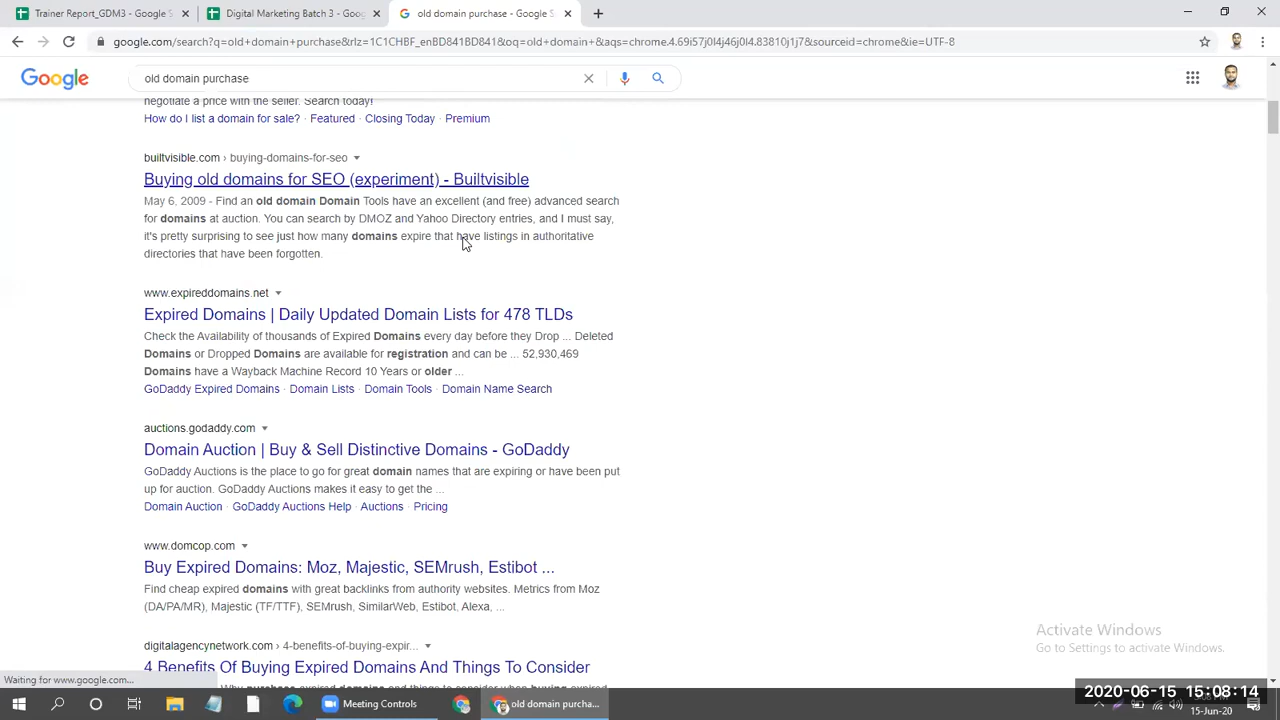 Trainer Report_GDM3 - Google S
Digital Marketing Batch 3 - Goog
old domain purchase - Google S
google.com/search?q=old+domain+purchase&rlz=1C1CHBF_enBD841BD841&oq=old+domain+&aqs=chrome.4.69i57j0l4j46j0l4.83810j1j7&sourceid=chrome&ie=UTF-8
Google
old domain purchase
negotiate a price with the seller. Search today!
How do I list a domain for sale? · Featured · Closing Today · Premium
builtvisible.com › buying-domains-for-seo
Buying old domains for SEO (experiment) - Builtvisible
May 6, 2009 - Find an old domain Domain Tools have an excellent (and free) advanced search
for domains at auction. You can search by DMOZ and Yahoo Directory entries, and I must say,
it's pretty surprising to see just how many domains expire that have listings in authoritative
directories that have been forgotten.
www.expireddomains.net
Expired Domains | Daily Updated Domain Lists for 478 TLDs
Check the Availability of thousands of Expired Domains every day before they Drop ... Deleted
Domains or Dropped Domains are available for registration and can be ... 52,930,469
Domains have a Wayback Machine Record 10 Years or older ...
GoDaddy Expired Domains · Domain Lists · Domain Tools · Domain Name Search
auctions.godaddy.com
Domain Auction | Buy & Sell Distinctive Domains - GoDaddy
GoDaddy Auctions is the place to go for great domain names that are expiring or have been put
up for auction. GoDaddy Auctions makes it easy to get the ...
Domain Auction · GoDaddy Auctions Help · Auctions · Pricing
www.domcop.com
Buy Expired Domains: Moz, Majestic, SEMrush, Estibot ...
Find cheap expired domains with great backlinks from authority websites. Metrics from Moz
(DA/PA/MR), Majestic (TF/TTF), SEMrush, SimilarWeb, Estibot, Alexa, ...
digitalagencynetwork.com › 4-benefits-of-buying-expir...
4 Benefits Of Buying Expired Domains And Things To Consider
Activate Windows
Go to Settings to activate Windows.
Waiting for www.google.com...
Meeting Controls
old domain purcha...
2020-06-15 15:08:14
15-Jun-20